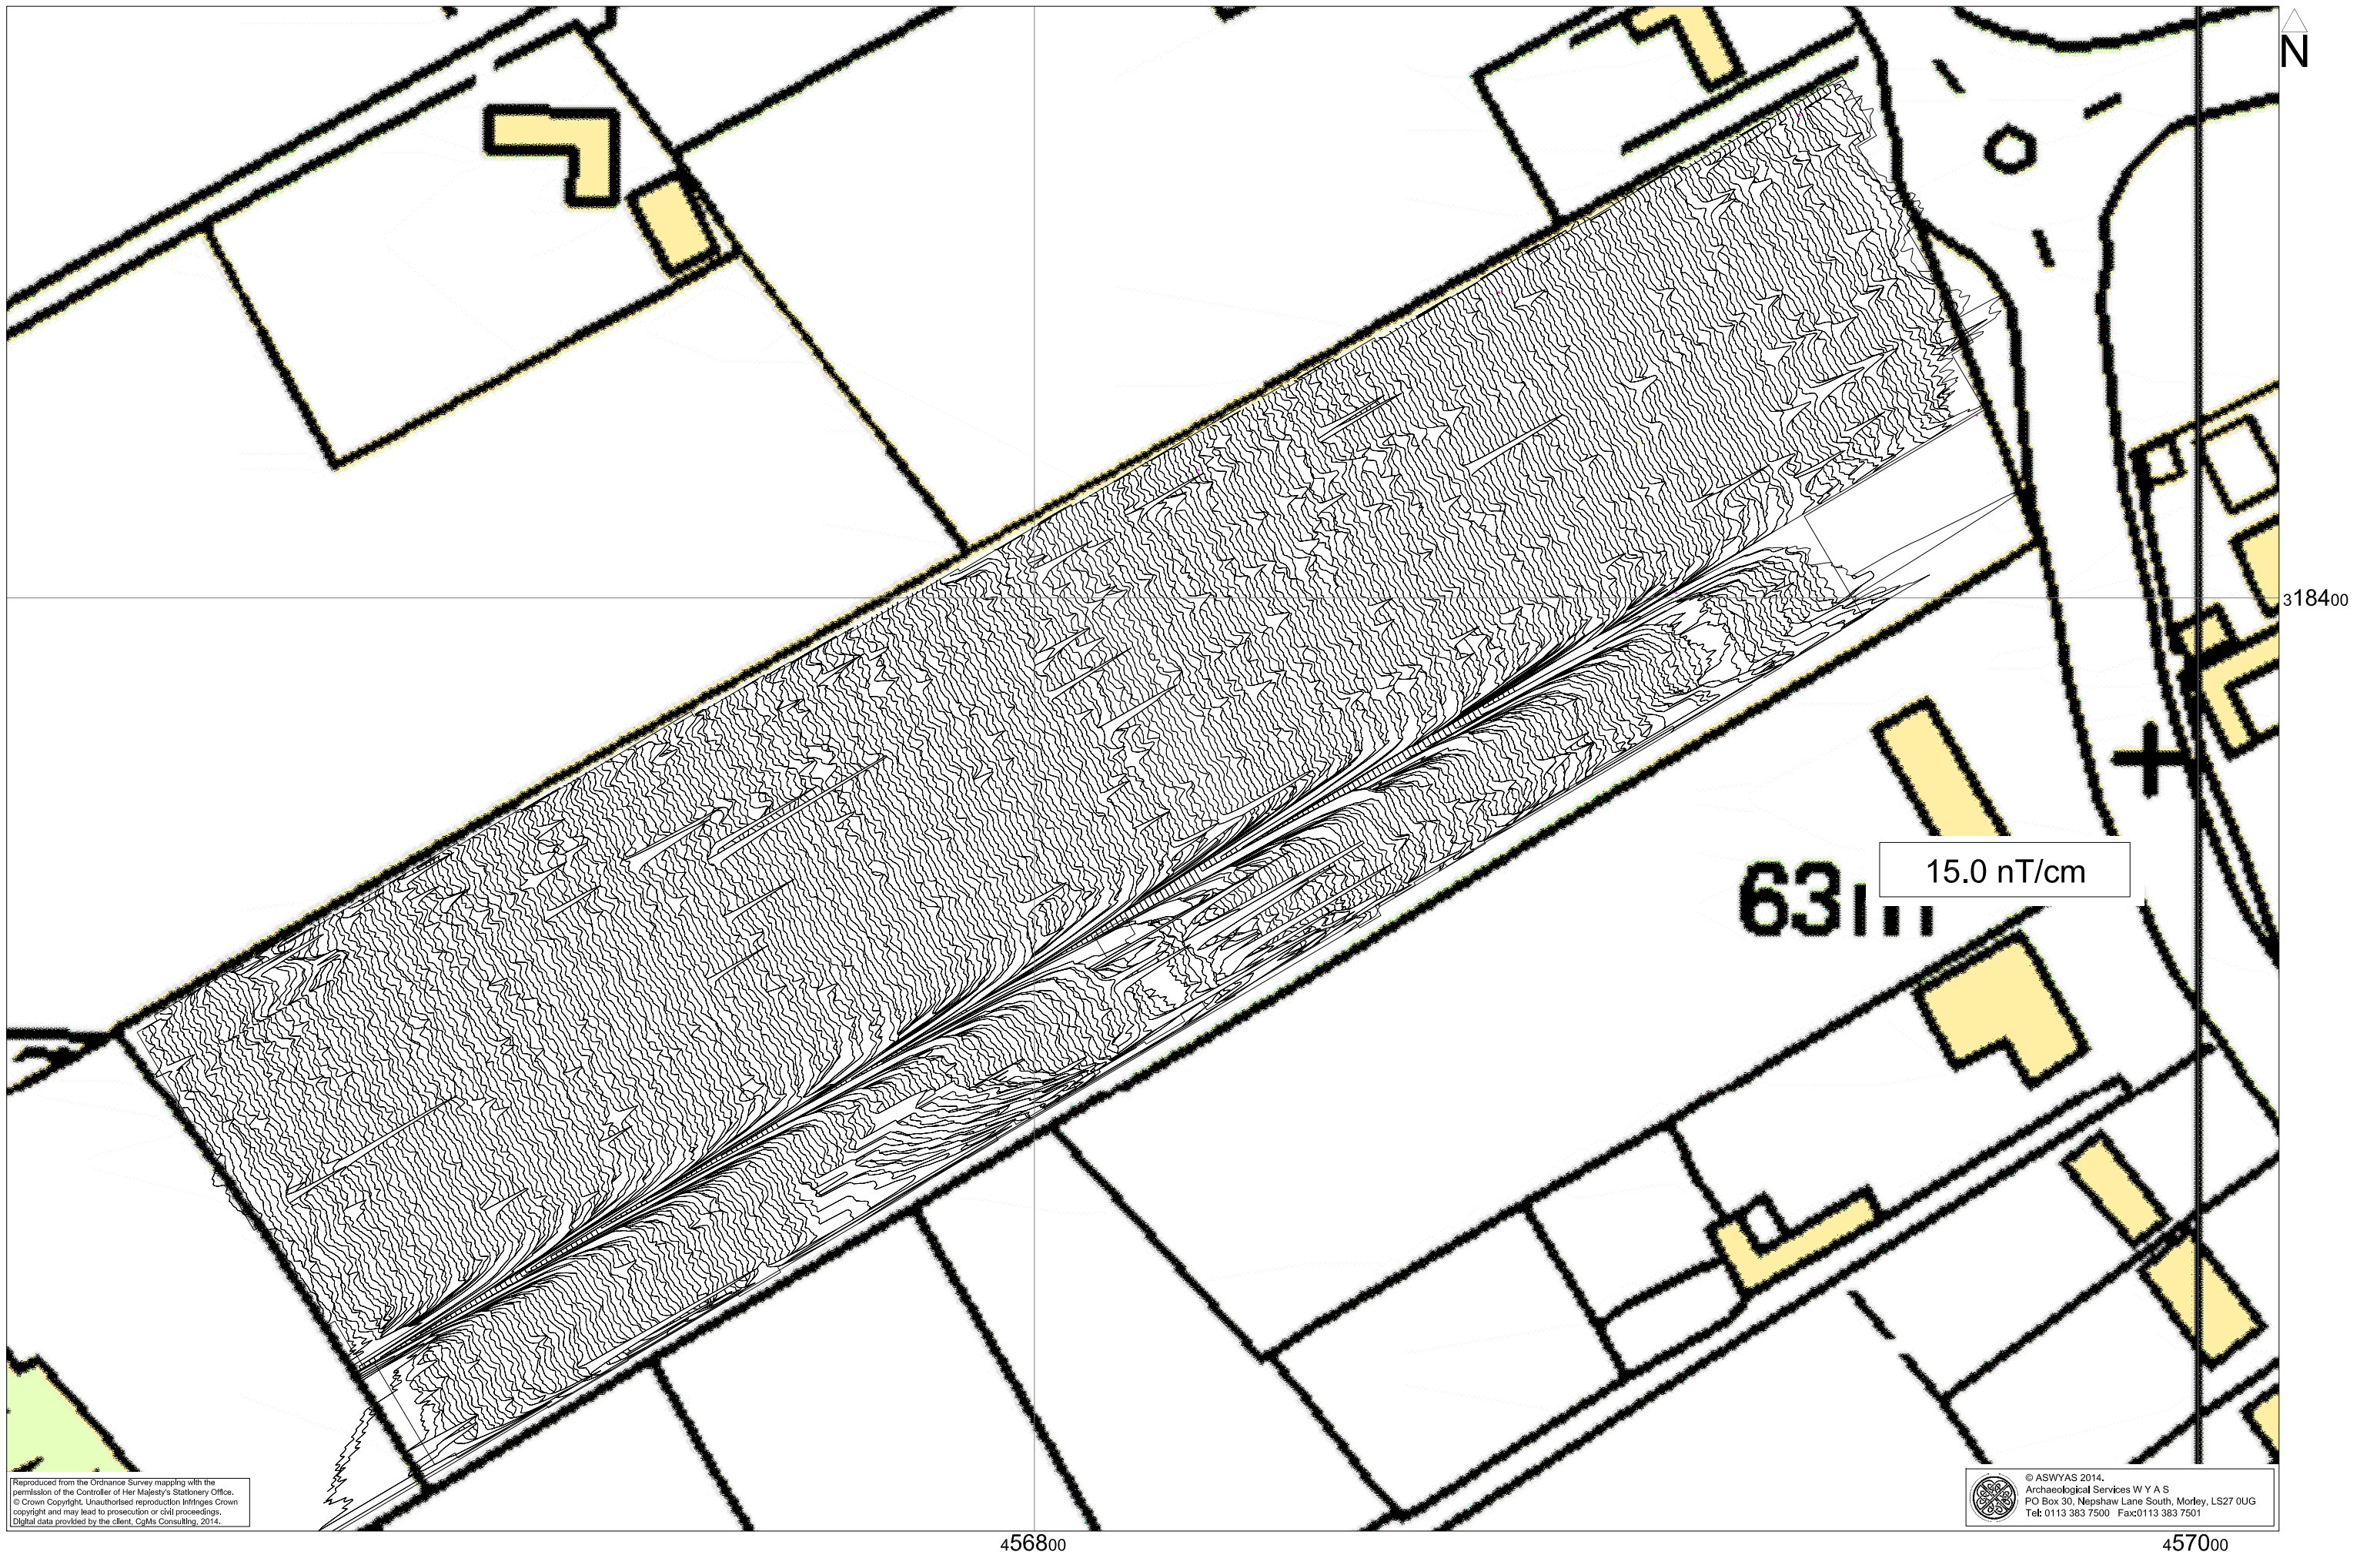 N
318400
15.0 nT/cm
63m
Reproduced from the Ordnance Survey mapping with the
permission of the Controller of Her Majesty's Stationery Office.
© Crown Copyright. Unauthorised reproduction infringes Crown
copyright and may lead to prosecution or civil proceedings.
Digital data provided by the client, CgMs Consulting, 2014.
© ASWYAS 2014.
Archaeological Services W Y A S
PO Box 30, Nepshaw Lane South, Morley, LS27 0UG
Tel: 0113 383 7500 Fax:0113 383 7501
456800
457000